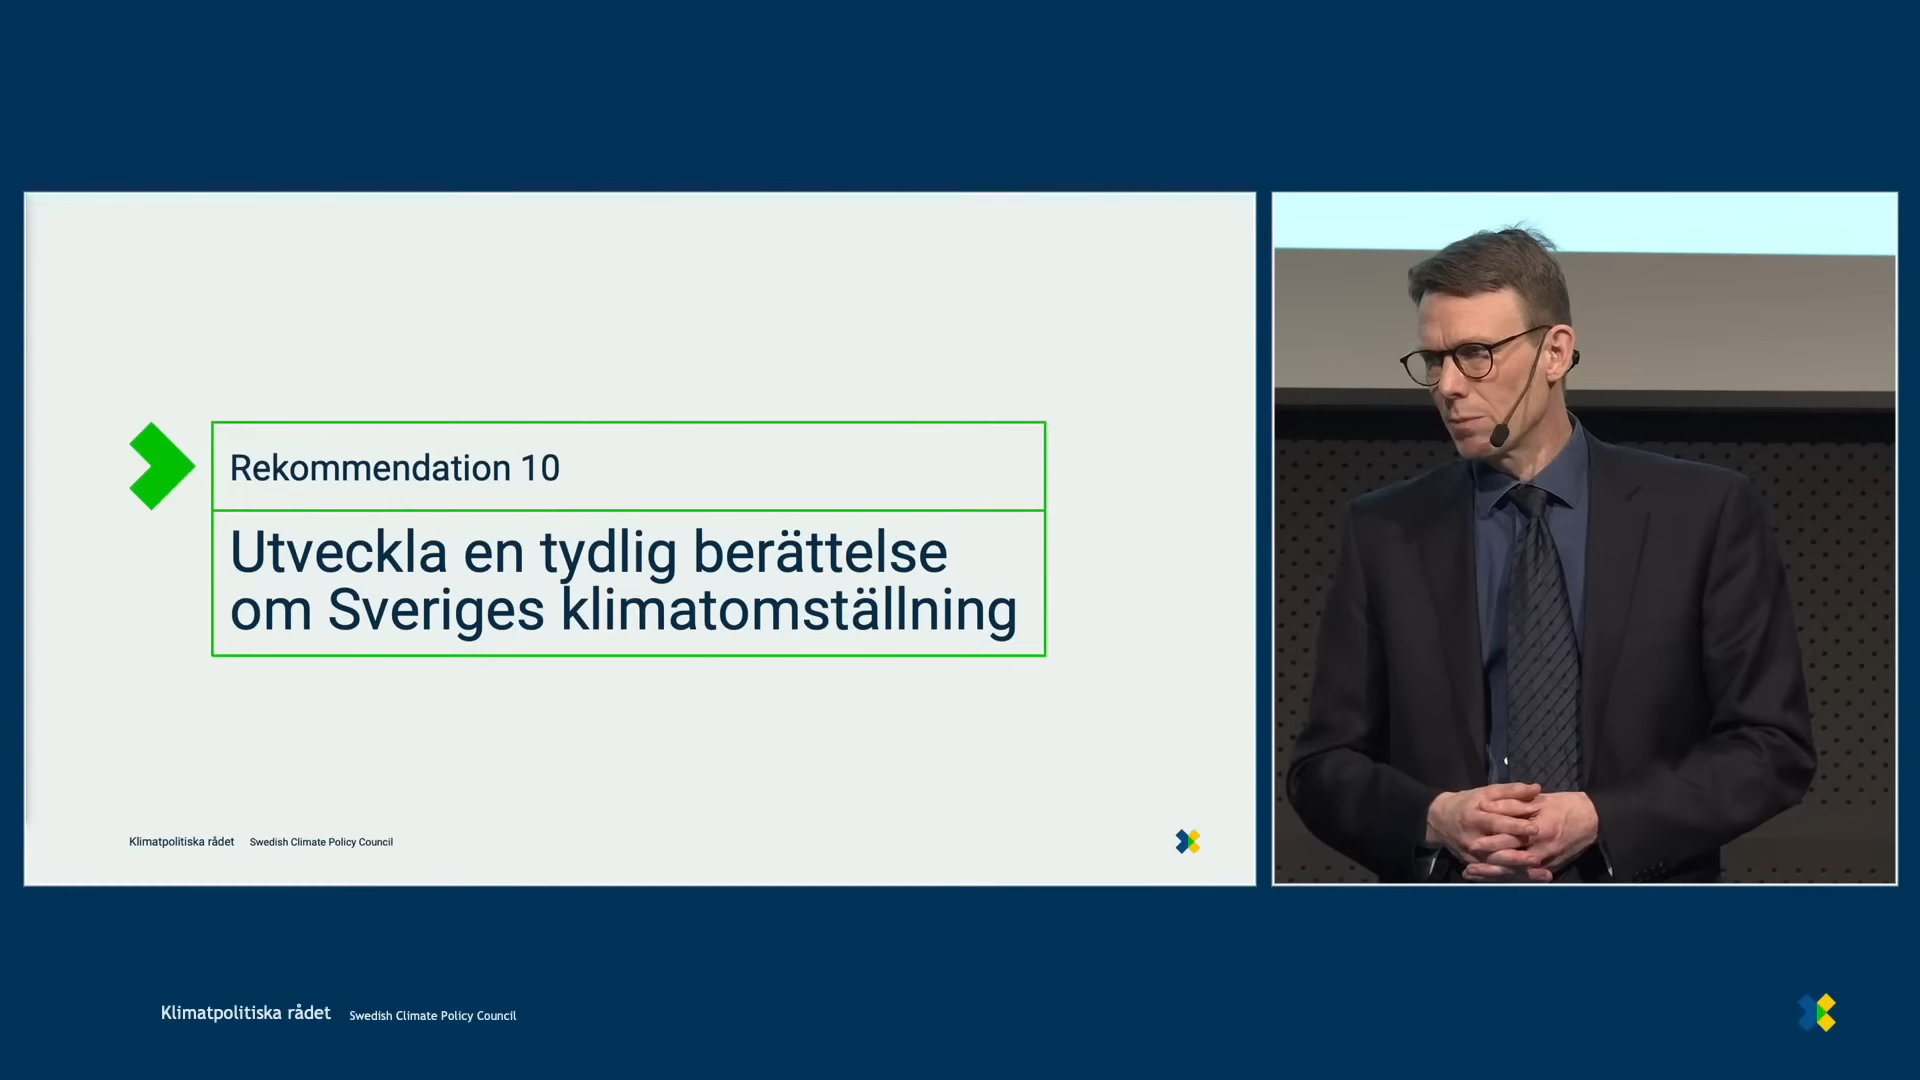 Rekommendation 10
Utveckla en tydlig berättelse
om Sveriges klimatomställning
Klimatpolitiska rådet Swedish Climate Policy Council
Klimatpolitiska rådet Swedish Climate Policy Council